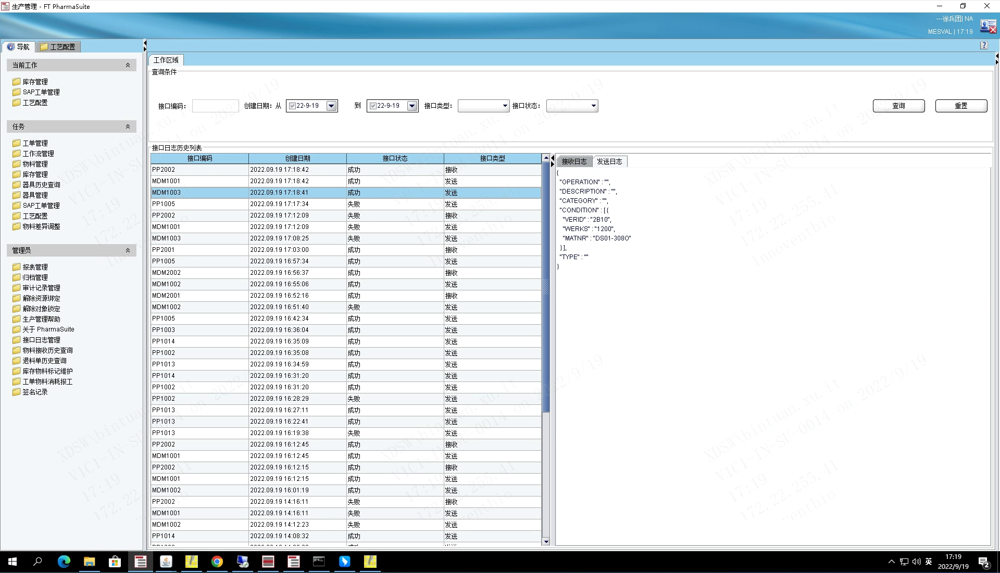 生产管理 - FT PharmaSuite
---徐兵团| NA
MESVAL | 17:19
导航
工艺配置
当前工作
库存管理
SAP工单管理
工艺配置
任务
工单管理
工作流管理
物料管理
库存管理
器具历史查询
器具管理
SAP工单管理
工艺配置
物料差异调整
管理员
报表管理
归档管理
审计记录管理
解除资源绑定
解除对象锁定
生产管理帮助
关于 PharmaSuite
接口日志管理
物料接收历史查询
退料单历史查询
库存物料标记维护
工单物料消耗报工
签名记录
工作区域
查询条件
接口编码: 创建日期: 从 22-9-19 到 22-9-19 接口类型: 接口状态: 查询 重置
接口日志历史列表
接口编码 创建日期 接口状态 接口类型
PP2002 2022.09.19 17:18:42 成功 接收
MDM1001 2022.09.19 17:18:42 成功 发送
MDM1003 2022.09.19 17:18:41 成功 发送
PP1005 2022.09.19 17:17:34 失败 发送
PP2002 2022.09.19 17:12:09 失败 接收
MDM1001 2022.09.19 17:12:09 失败 发送
MDM1003 2022.09.19 17:08:25 失败 发送
PP2001 2022.09.19 17:03:00 成功 接收
PP1005 2022.09.19 16:57:34 成功 发送
MDM2002 2022.09.19 16:56:37 成功 接收
MDM1002 2022.09.19 16:55:06 成功 发送
MDM2001 2022.09.19 16:52:16 成功 接收
MDM1002 2022.09.19 16:51:40 失败 发送
PP1005 2022.09.19 16:42:34 成功 发送
PP1003 2022.09.19 16:36:04 成功 发送
PP1014 2022.09.19 16:35:09 成功 发送
PP1002 2022.09.19 16:35:08 成功 发送
PP1013 2022.09.19 16:34:59 成功 发送
PP1014 2022.09.19 16:31:20 成功 发送
PP1002 2022.09.19 16:31:20 成功 发送
PP1002 2022.09.19 16:28:29 失败 发送
PP1013 2022.09.19 16:27:11 成功 发送
PP1013 2022.09.19 16:22:41 成功 发送
PP1013 2022.09.19 16:19:38 失败 发送
PP2002 2022.09.19 16:12:45 成功 接收
MDM1001 2022.09.19 16:12:45 成功 发送
PP2002 2022.09.19 16:12:15 成功 接收
MDM1001 2022.09.19 16:12:15 成功 发送
MDM1002 2022.09.19 16:01:19 成功 发送
PP2002 2022.09.19 14:16:11 失败 接收
MDM1001 2022.09.19 14:16:11 失败 发送
MDM1002 2022.09.19 14:12:23 失败 发送
PP1014 2022.09.19 14:08:32 成功 发送
接收日志 发送日志
{
"OPERATION" : "",
"DESCRIPTION" : "",
"CATEGORY" : "",
"CONDITION" : [ {
"VERID" : "2B10",
"WERKS" : "1200",
"MATNR" : "DS01-308O"
} ],
"TYPE" : ""
}
XDSW\bintuan.xu.it
V1C1-IN-SU-0014 on 2022/9/19
17:19
172.22.255.41
Innoventbio
英
17:19
2022/9/19
2